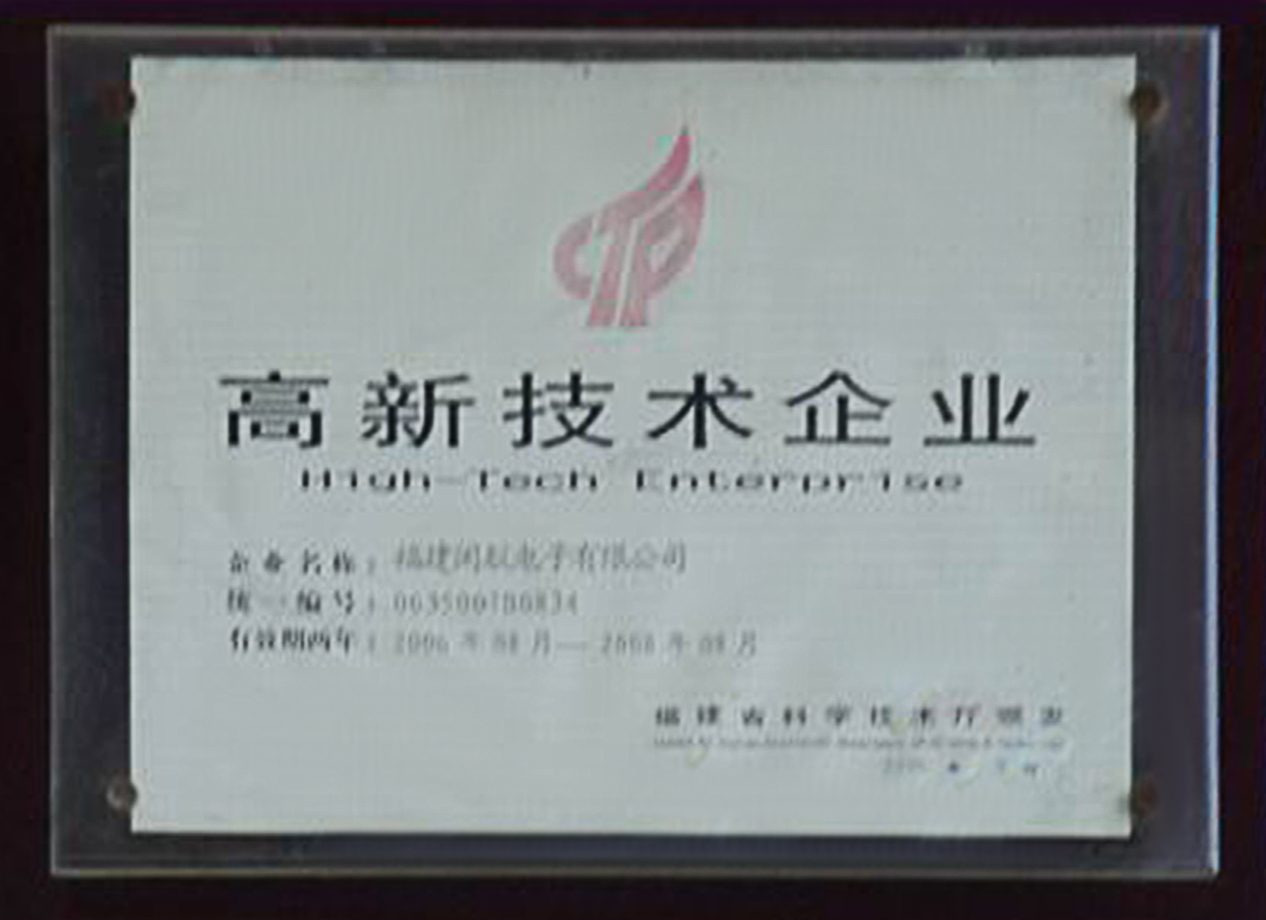 CTP
高新技术企业
High-Tech Enterprise
企业名称：福建闽航电子有限公司
统一编号：0635007B0834
有效期两年：2006年08月—2008年08月
福建省科学技术厅颁发